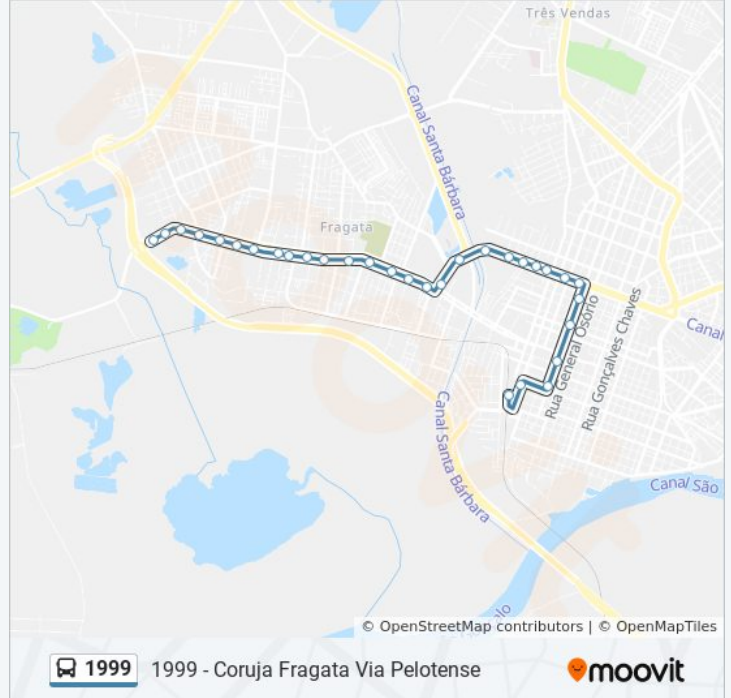 Três Vendas
Canal Santa Bárbara
Fragata
Rua General Osório
Rua Gonçalves Chaves
Canal
Canal Santa Bárbara
Canal São
© OpenStreetMap contributors | © OpenMapTiles
1999 1999 - Coruja Fragata Via Pelotense
moovit